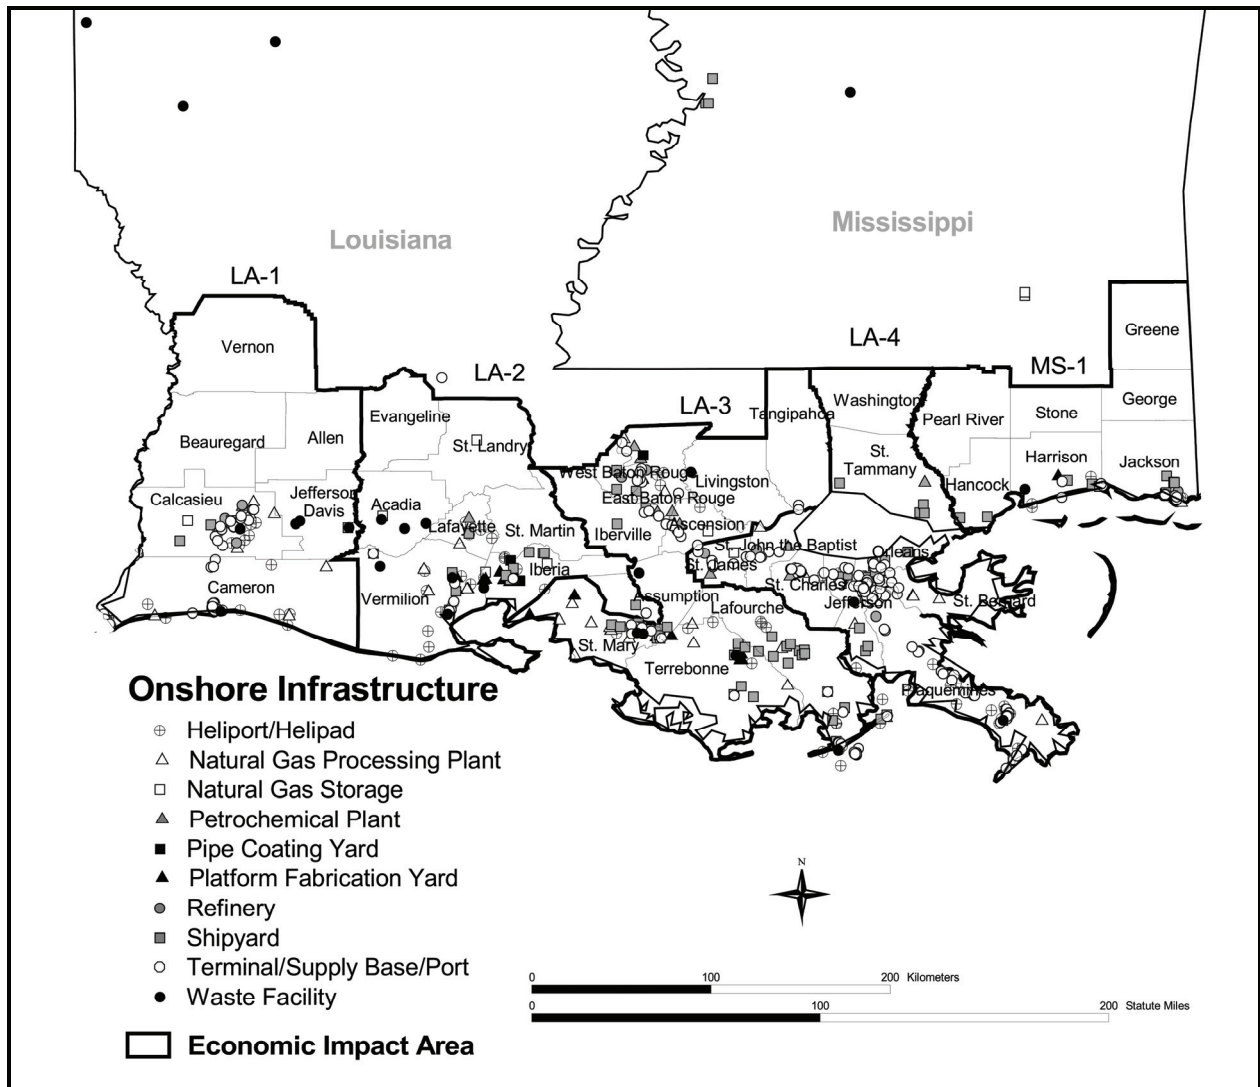 Louisiana
Mississippi
LA-1
LA-4
Greene
Vernon
LA-2
MS-1
LA-3
George
Washington
Tangipahoa
Evangeline
Pearl River
Stone
Beauregard
Allen
St. Landry
St.
Tammany
Harrison
Jackson
West Baton Rouge
Livingston
Hancock
Calcasieu
Jefferson
Davis
Acadia
East Baton Rouge
Lafayette
St. Martin
Iberville
Ascension
St. John the Baptist
Orleans
St. James
Iberia
Cameron
St. Charles
Vermilion
Assumption
Lafourche
Jefferson
St. Bernard
St. Mary
Terrebonne
Plaquemines
Onshore Infrastructure
Heliport/Helipad
Natural Gas Processing Plant
Natural Gas Storage
Petrochemical Plant
Pipe Coating Yard
Platform Fabrication Yard
Refinery
Shipyard
Terminal/Supply Base/Port
Waste Facility
Economic Impact Area
N
0 100 200 Kilometers
0 100 200 Statute Miles